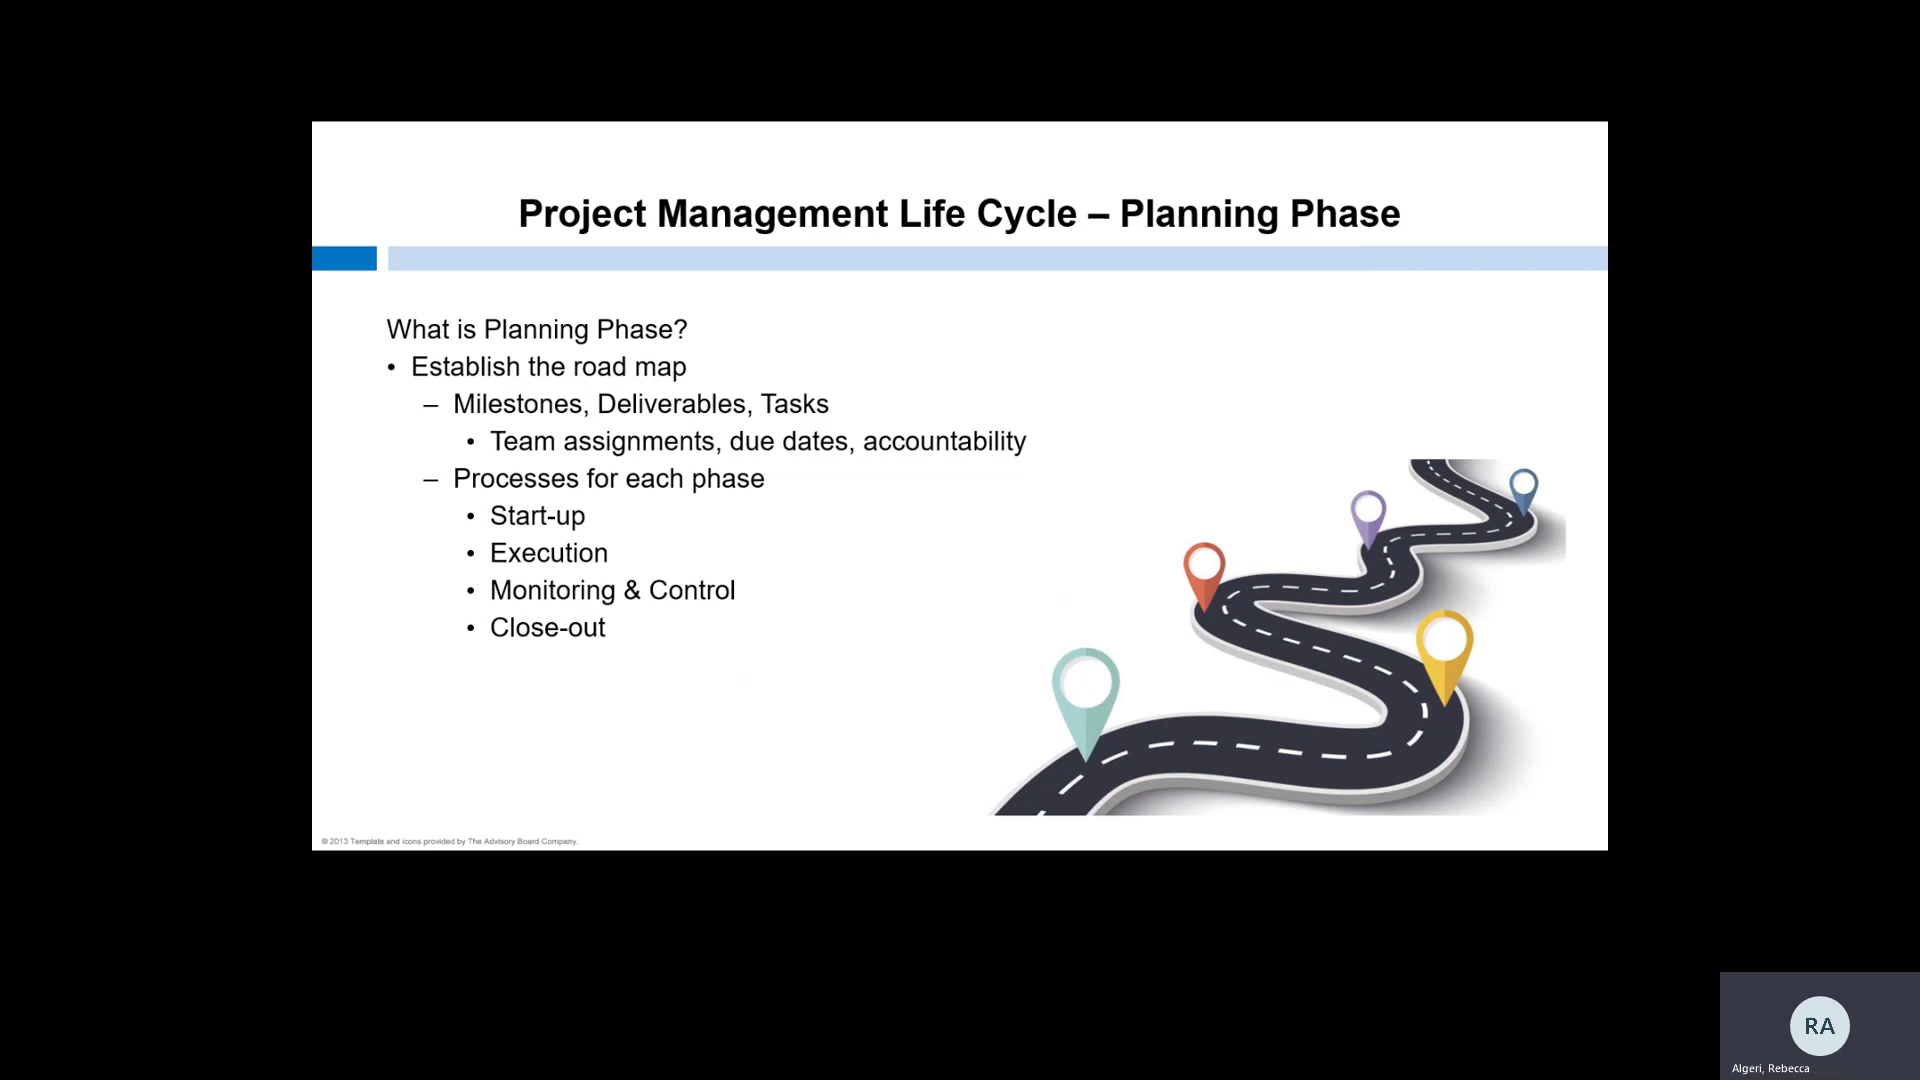 Project Management Life Cycle – Planning Phase
What is Planning Phase?
• Establish the road map
– Milestones, Deliverables, Tasks
• Team assignments, due dates, accountability
– Processes for each phase
• Start-up
• Execution
• Monitoring & Control
• Close-out
© 2013 Template and icons provided by The Advisory Board Company.
RA
Algeri, Rebecca